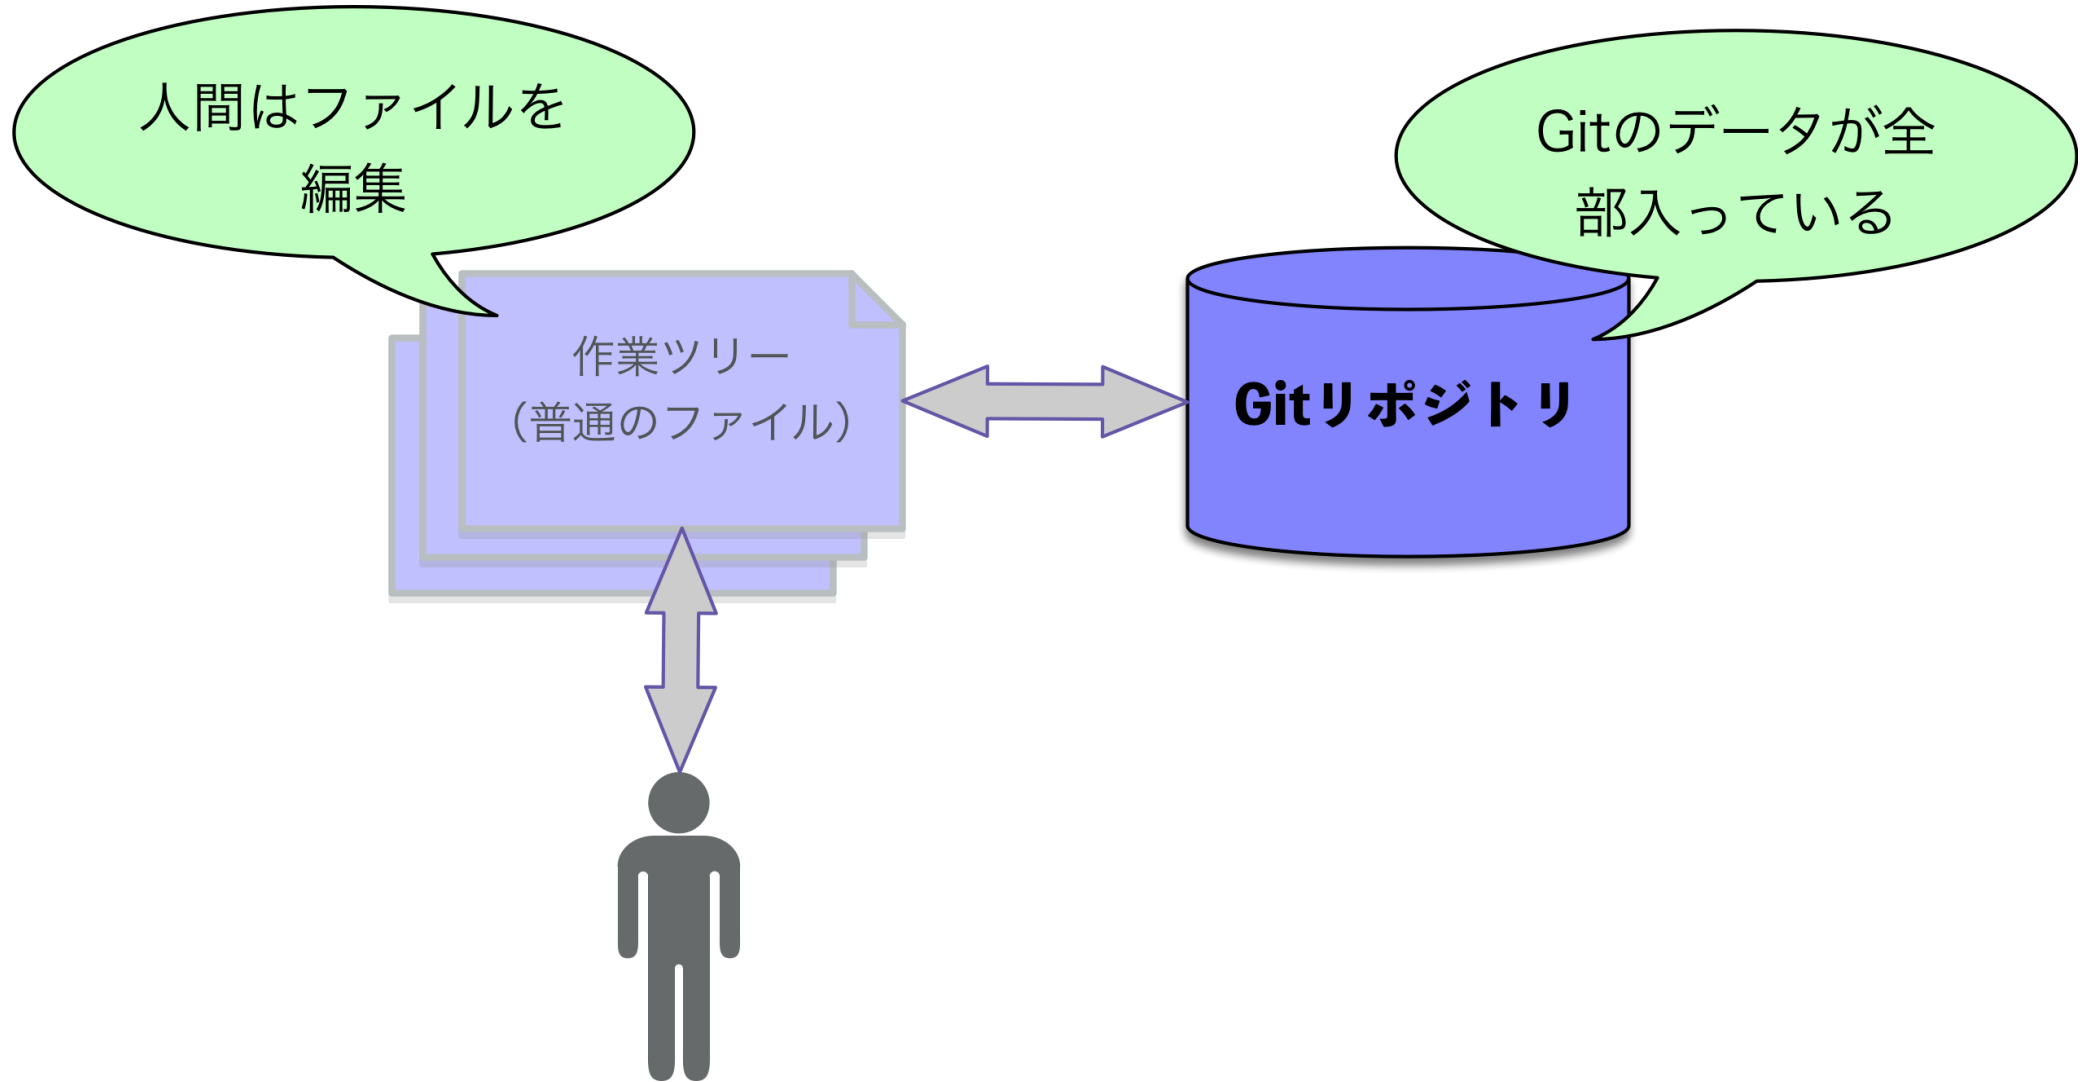 人間はファイルを
編集
Gitのデータが全
部入っている
作業ツリー
（普通のファイル）
Gitリポジトリ